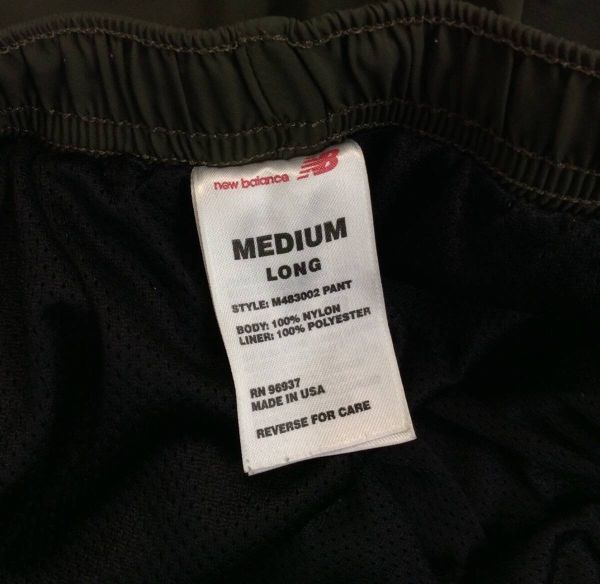 new balance NB
MEDIUM
LONG
STYLE: M483002 PANT
BODY: 100% NYLON
LINER: 100% POLYESTER
RN 96937
MADE IN USA
REVERSE FOR CARE